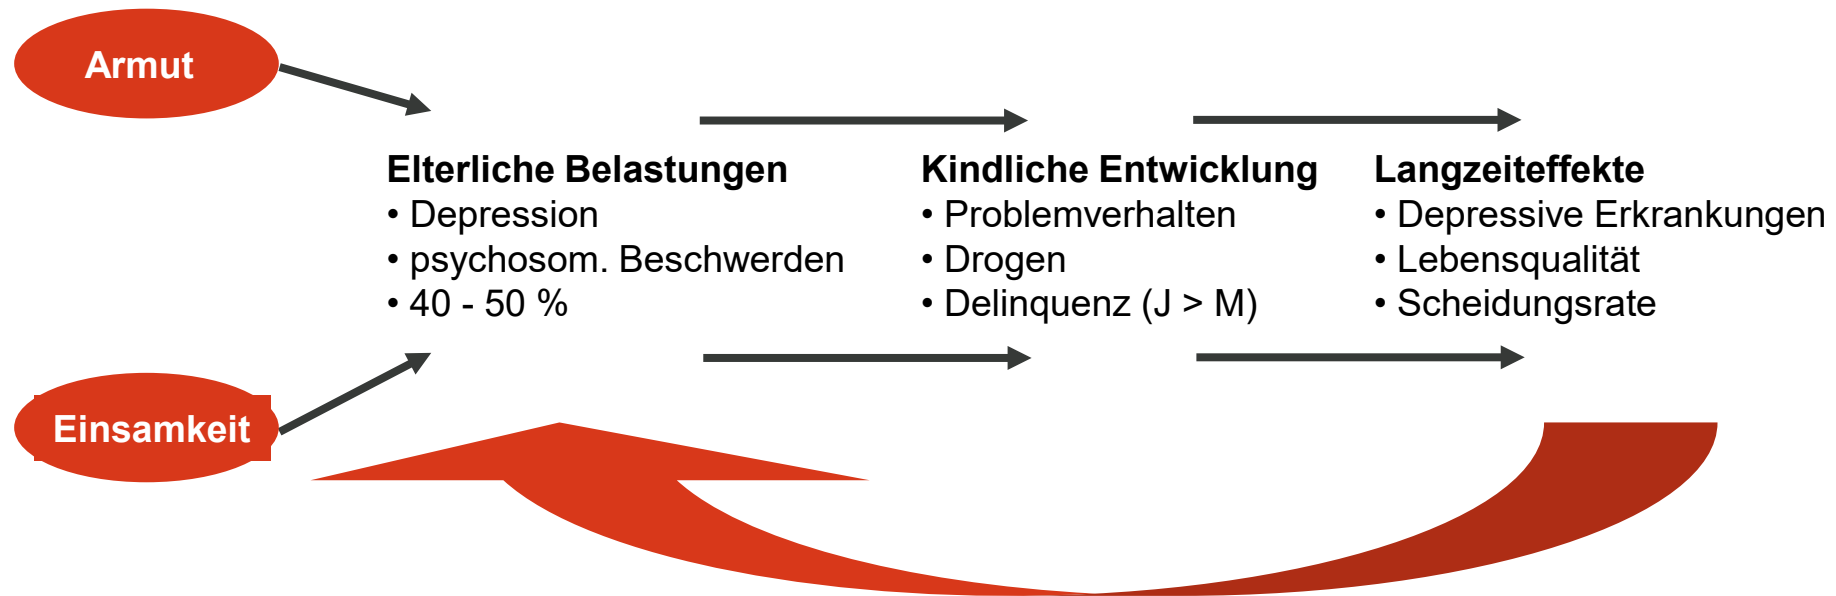 Armut
Elterliche Belastungen
• Depression
• psychosom. Beschwerden
• 40 - 50 %
Kindliche Entwicklung
• Problemverhalten
• Drogen
• Delinquenz (J > M)
Langzeiteffekte
• Depressive Erkrankungen
• Lebensqualität
• Scheidungsrate
Einsamkeit